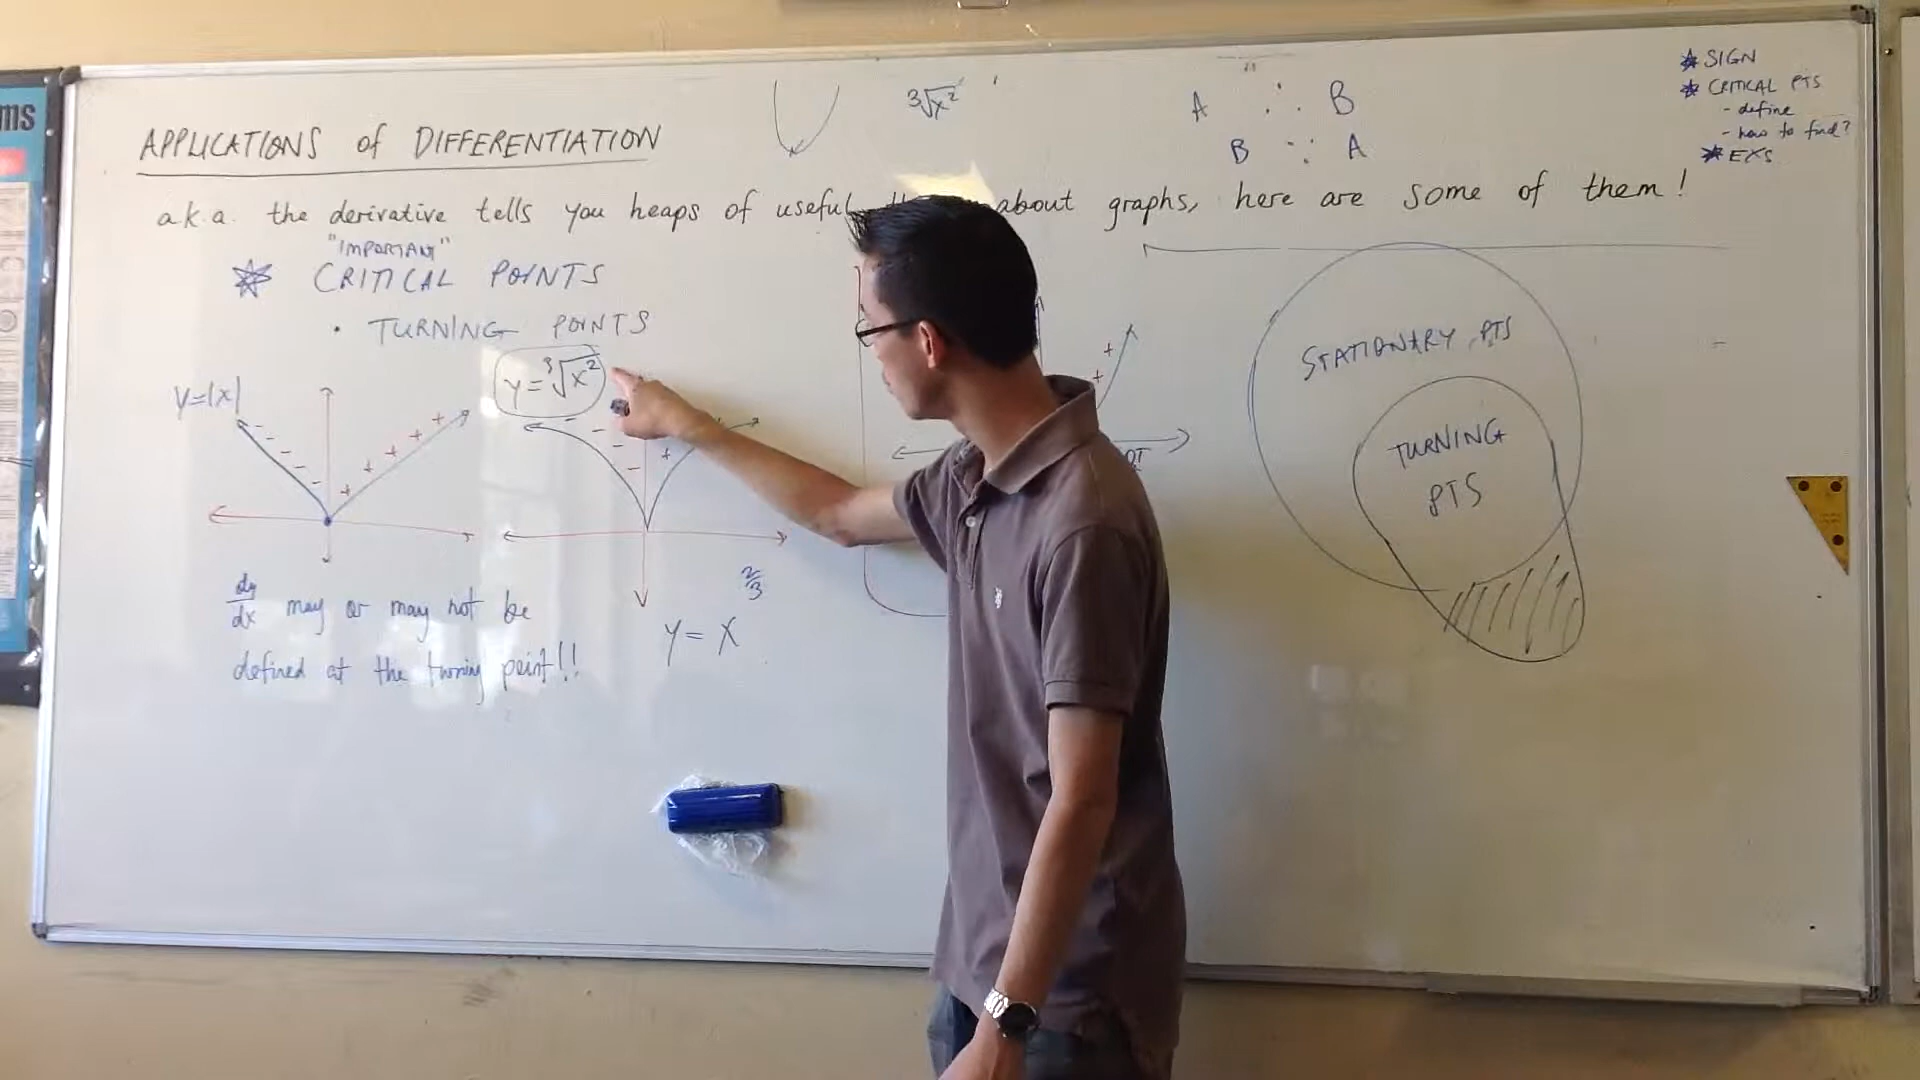 ms
APPLICATIONS of DIFFERENTIATION
∛x²
A ∴ B
B ∵ A
SIGN
CRITICAL PTS
- define
- how to find?
EXS
a.k.a. the derivative tells you heaps of useful about graphs, here are some of them!
"IMPORTANT"
CRITICAL POINTS
• TURNING POINTS
y = ∛x²
y=|x|
- - - - - + + + + +
- - - - +
+ +
dy/dx may or may not be
defined at the turning point!!
y = x^2/3
STATIONARY PTS
TURNING
PTS